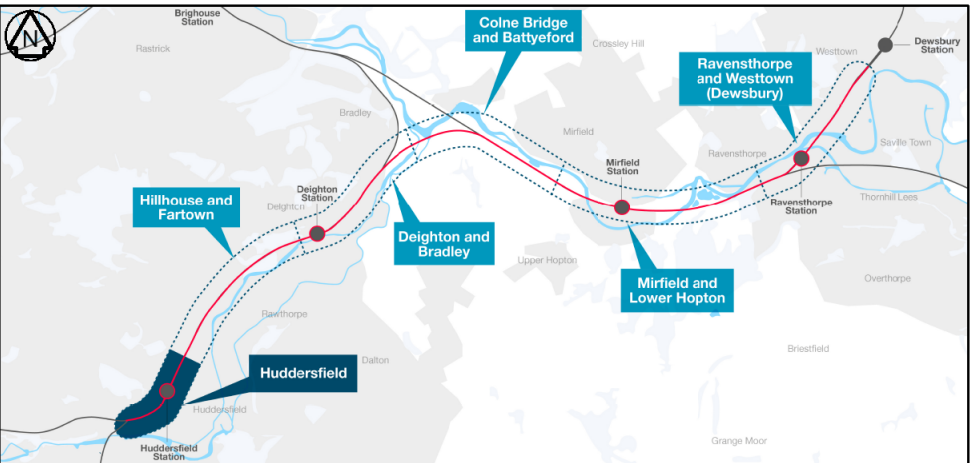 N
Brighouse
Station
Rastrick
Colne Bridge
and Battyeford
Crossley Hill
Westtown
Dewsbury
Station
Ravensthorpe
and Westtown
(Dewsbury)
Bradley
Mirfield
Ravensthorpe
Saville Town
Mirfield
Station
Hillhouse and
Fartown
Deighton
Station
Deighton
Ravensthorpe
Station
Thornhill Lees
Deighton and
Bradley
Upper Hopton
Mirfield and
Lower Hopton
Overthorpe
Rawthorpe
Briestfield
Dalton
Huddersfield
Huddersfield
Grange Moor
Huddersfield
Station